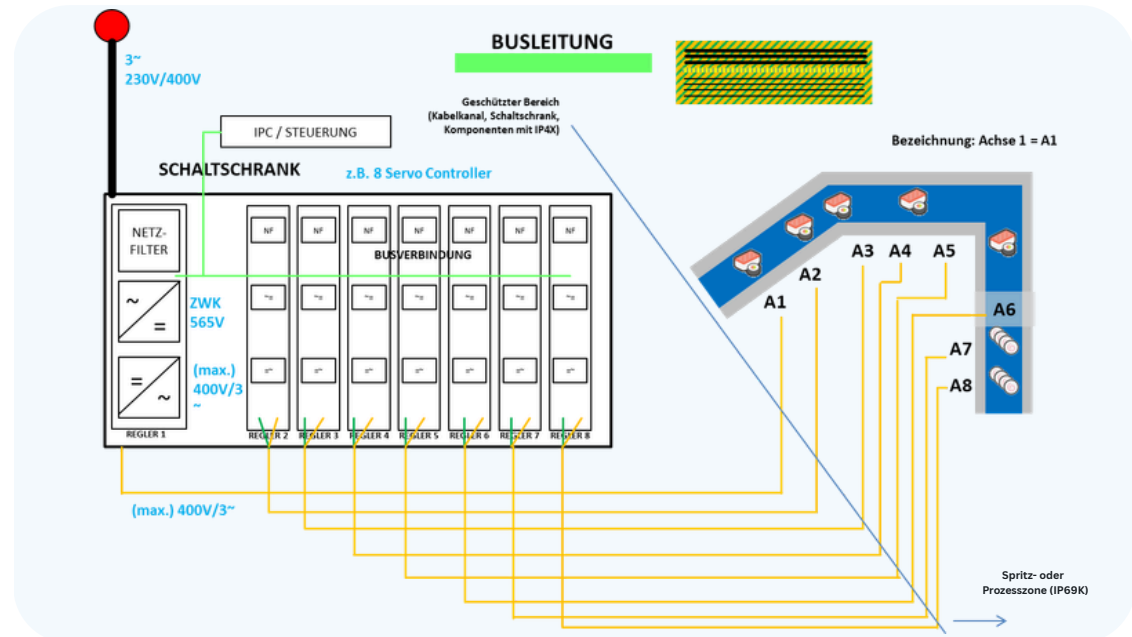 BUSLEITUNG
3~
230V/400V
Geschützter Bereich
(Kabelkanal, Schaltschrank,
Komponenten mit IP4X)
IPC / STEUERUNG
Bezeichnung: Achse 1 = A1
SCHALTSCHRANK
z.B. 8 Servo Controller
NETZ-
FILTER
NF
NF
NF
NF
NF
NF
NF
BUSVERBINDUNG
~
=
ZWK
565V
~=
~=
~=
~=
~=
~=
~=
=
~
(max.)
400V/3
~
=~
=~
=~
=~
=~
=~
=~
REGLER 1
REGLER 2
REGLER 3
REGLER 4
REGLER 5
REGLER 6
REGLER 7
REGLER 8
(max.) 400V/3~
A1
A2
A3
A4
A5
A6
A7
A8
Spritz- oder
Prozesszone (IP69K)